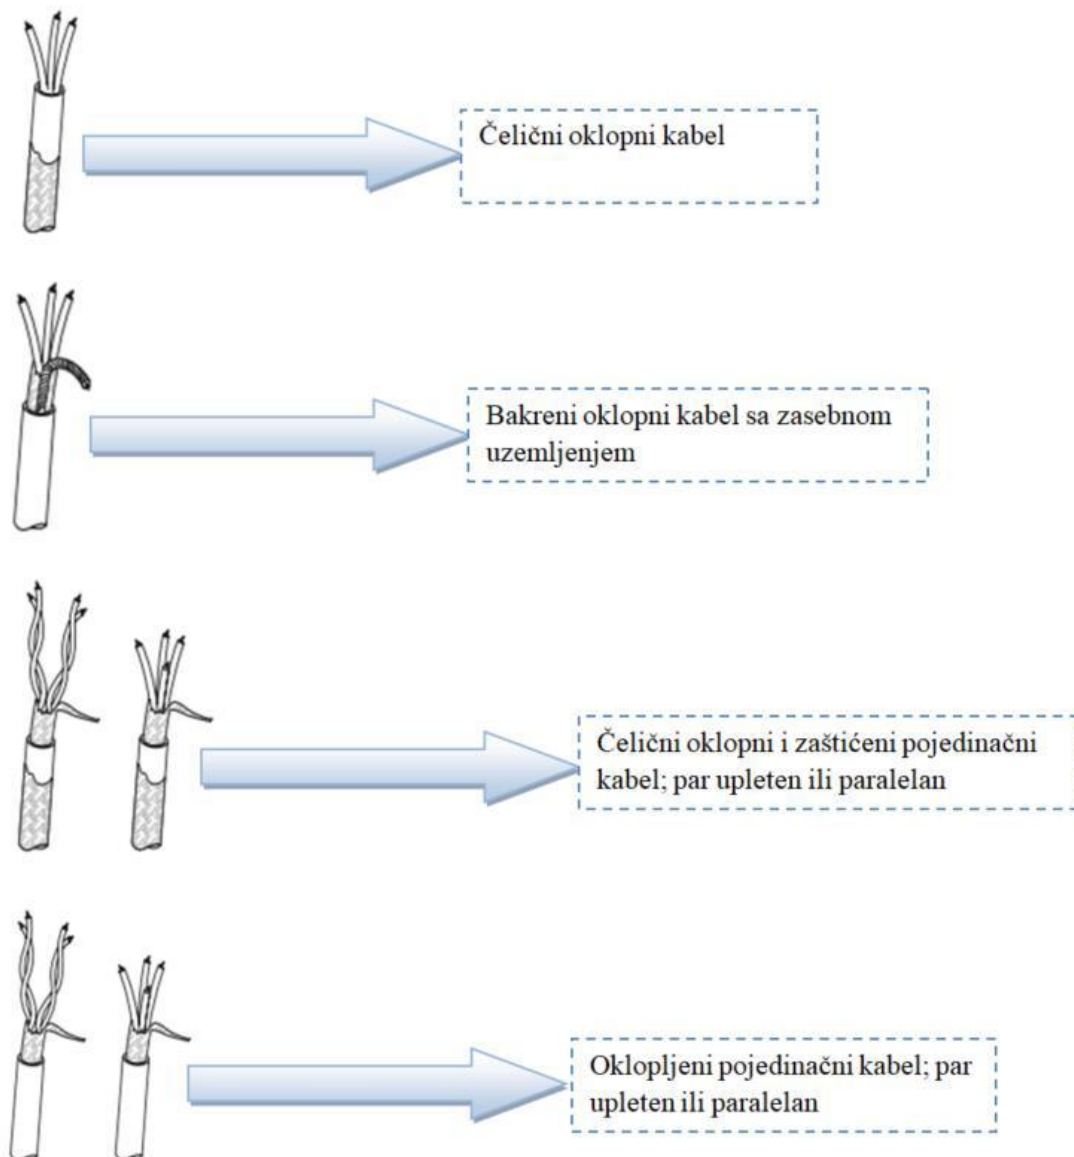 Čelični oklopni kabel
Bakreni oklopni kabel sa zasebnom
uzemljenjem
Čelični oklopni i zaštićeni pojedinačni
kabel; par upleten ili paralelan
Oklopljeni pojedinačni kabel; par
upleten ili paralelan